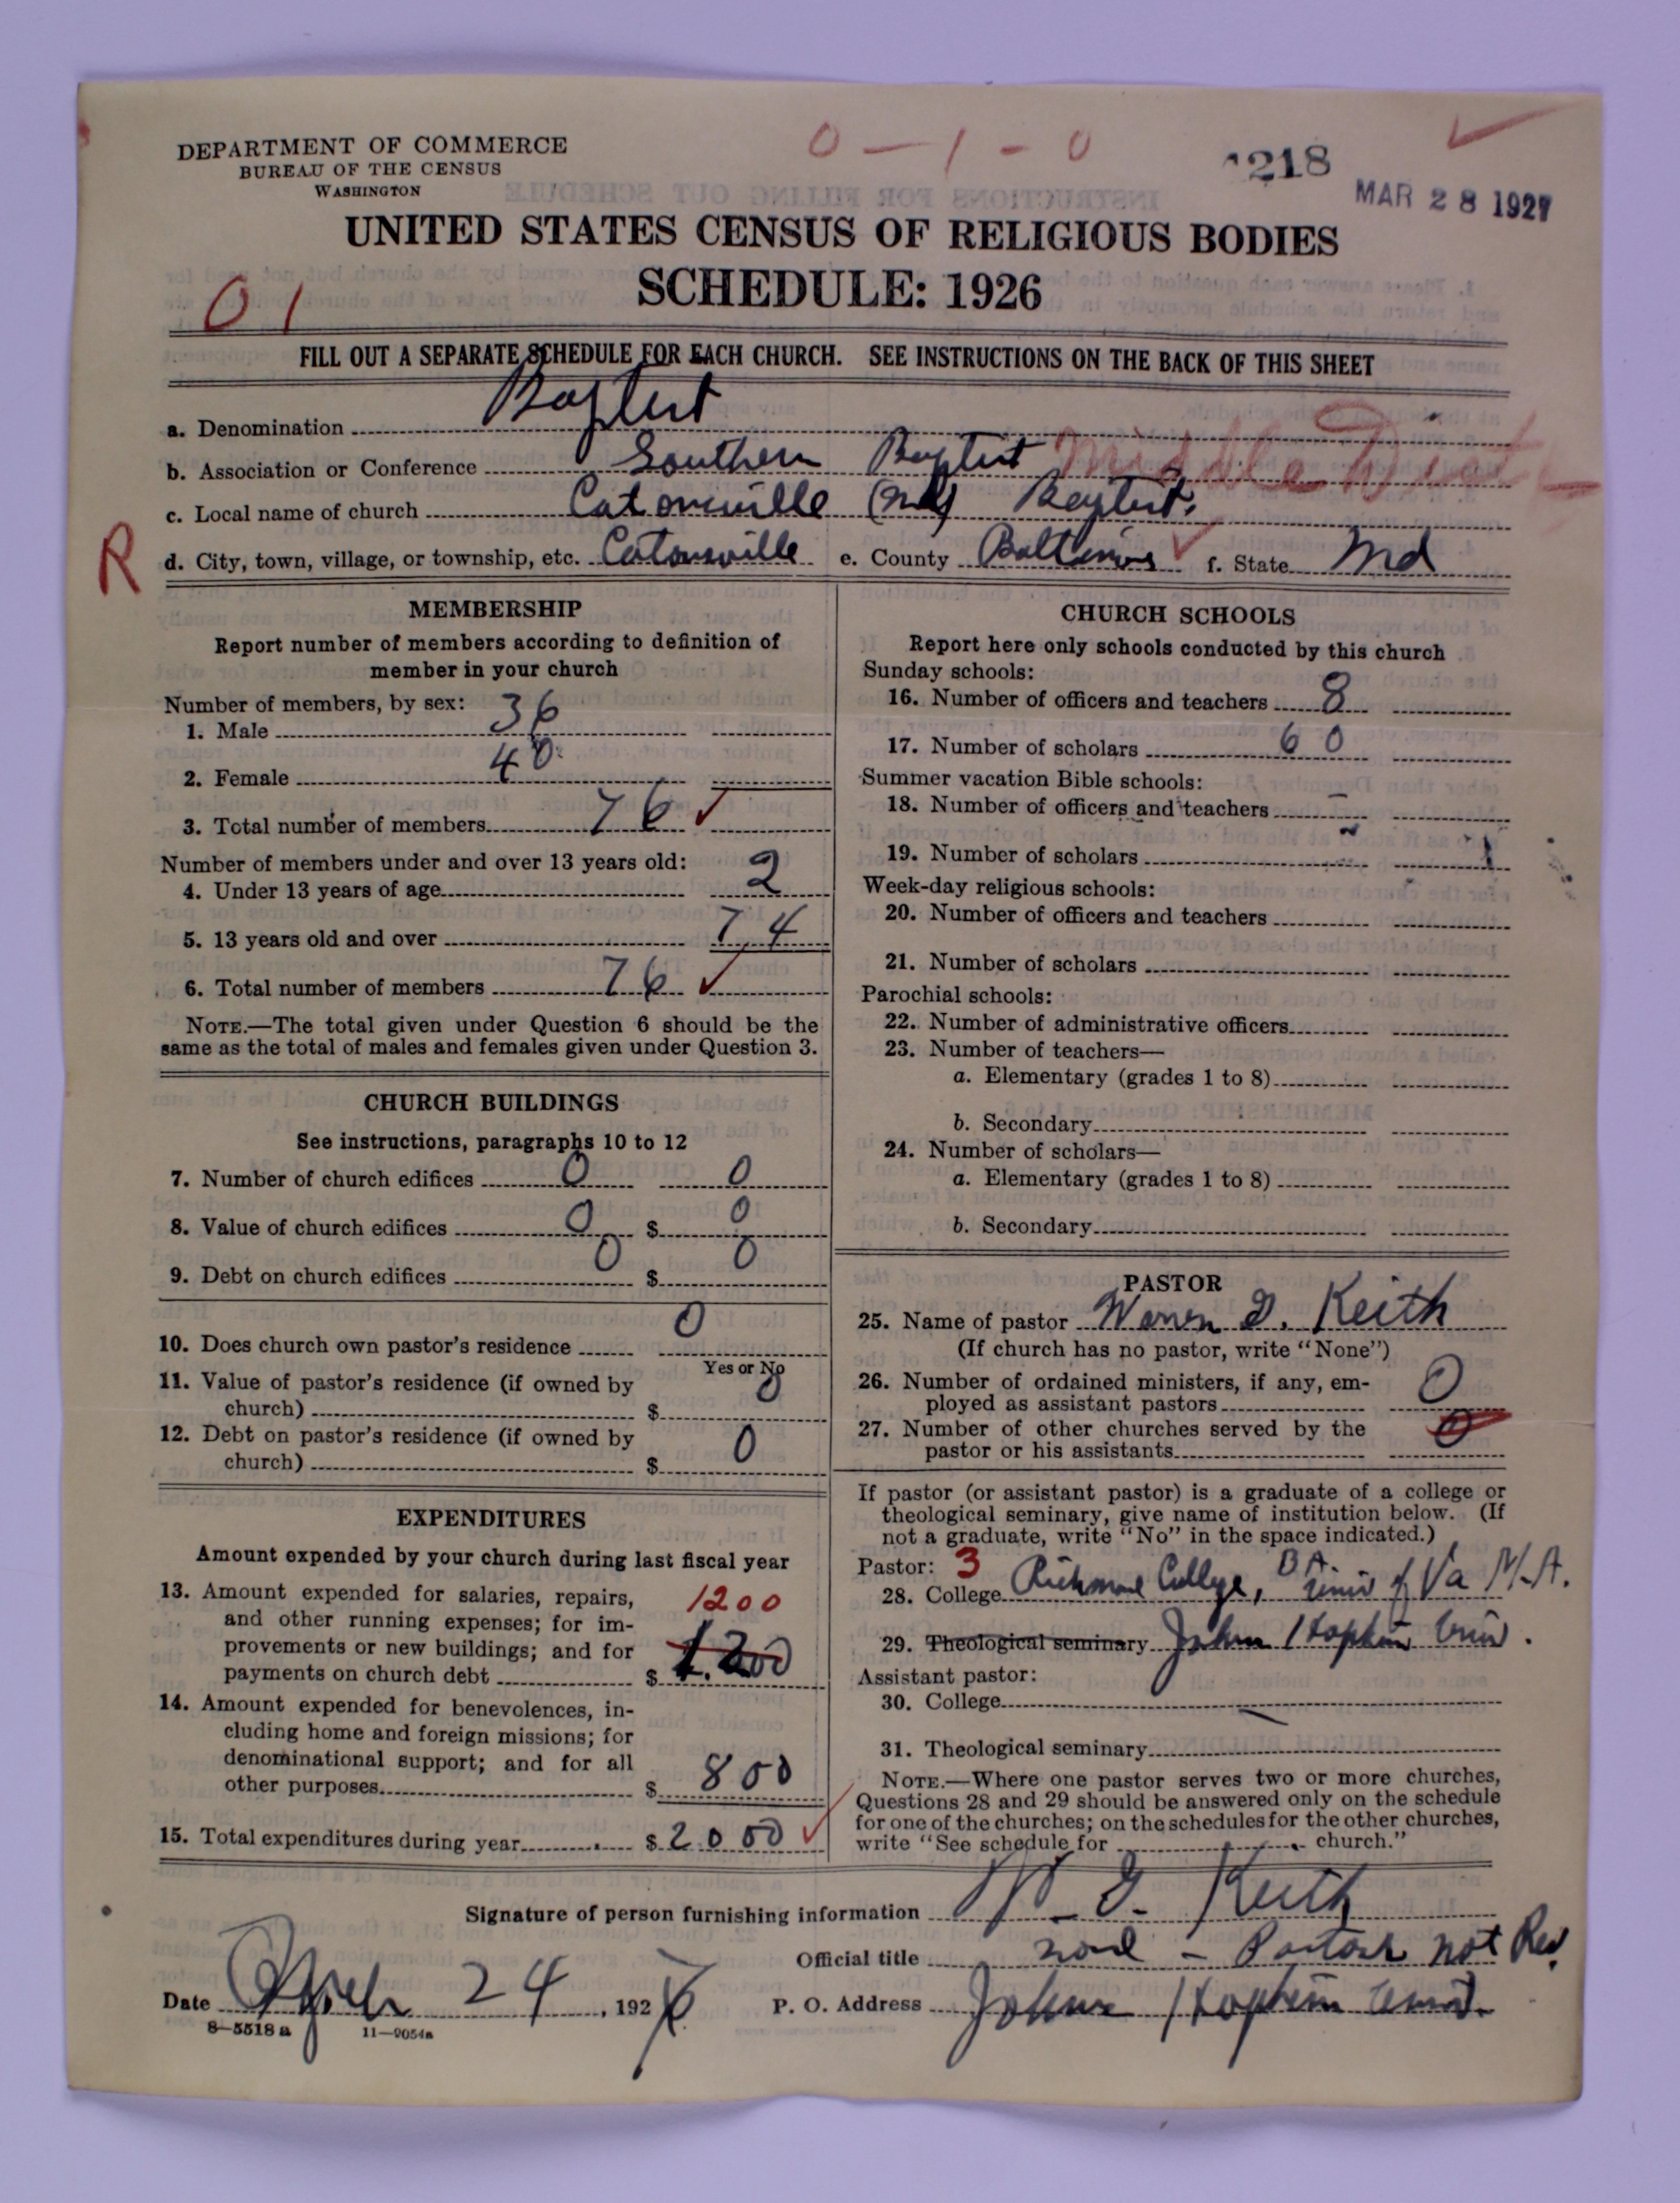 DEPARTMENT OF COMMERCE
BUREAU OF THE CENSUS
WASHINGTON
0 — 1 - 0
218
MAR 28 1927
UNITED STATES CENSUS OF RELIGIOUS BODIES
SCHEDULE: 1926
01
FILL OUT A SEPARATE SCHEDULE FOR EACH CHURCH. SEE INSTRUCTIONS ON THE BACK OF THIS SHEET
a. Denomination Baptist
b. Association or Conference Southern Baptist Middle Dist
c. Local name of church Catonsville (Md) Baptist
R
d. City, town, village, or township, etc. Catonsville e. County Baltimore f. State Md
MEMBERSHIP
Report number of members according to definition of
member in your church
Number of members, by sex:
1. Male 36
2. Female 40
3. Total number of members 76
Number of members under and over 13 years old:
4. Under 13 years of age 2
5. 13 years old and over 74
6. Total number of members 76
NOTE.—The total given under Question 6 should be the
same as the total of males and females given under Question 3.
CHURCH BUILDINGS
See instructions, paragraphs 10 to 12
7. Number of church edifices 0 0
8. Value of church edifices 0 $ 0
9. Debt on church edifices 0 $ 0
10. Does church own pastor's residence 0
Yes or No
11. Value of pastor's residence (if owned by
church) $ 0
12. Debt on pastor's residence (if owned by
church) $ 0
EXPENDITURES
Amount expended by your church during last fiscal year
13. Amount expended for salaries, repairs, 1200
and other running expenses; for im-
provements or new buildings; and for
payments on church debt $ 1.200
14. Amount expended for benevolences, in-
cluding home and foreign missions; for
denominational support; and for all
other purposes $ 800
15. Total expenditures during year $ 2000
CHURCH SCHOOLS
Report here only schools conducted by this church
Sunday schools:
16. Number of officers and teachers 8
17. Number of scholars 60
Summer vacation Bible schools:
18. Number of officers and teachers –
19. Number of scholars
Week-day religious schools:
20. Number of officers and teachers
21. Number of scholars
Parochial schools:
22. Number of administrative officers
23. Number of teachers—
a. Elementary (grades 1 to 8)
b. Secondary
24. Number of scholars—
a. Elementary (grades 1 to 8)
b. Secondary
PASTOR
25. Name of pastor Warren G. Keith
(If church has no pastor, write "None")
26. Number of ordained ministers, if any, em-
ployed as assistant pastors 0
27. Number of other churches served by the
pastor or his assistants 0
If pastor (or assistant pastor) is a graduate of a college or
theological seminary, give name of institution below. (If
not a graduate, write "No" in the space indicated.)
Pastor: 3
28. College Richmond College, BA Univ of Va M.A.
29. Theological seminary Johns Hopkins Univ.
Assistant pastor:
30. College
31. Theological seminary
NOTE.—Where one pastor serves two or more churches,
Questions 28 and 29 should be answered only on the schedule
for one of the churches; on the schedules for the other churches,
write "See schedule for church."
Signature of person furnishing information W. G. Keith
Official title - Pastor not Rev.
Date 24, 192
P. O. Address Johns Hopkins Univ.
8—5518 a 11—9054a